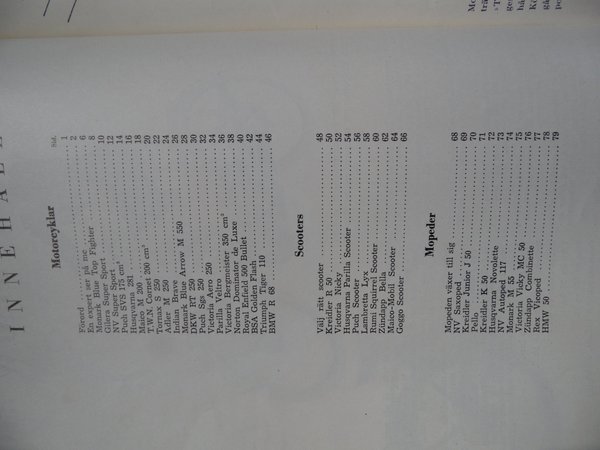 INNEHÅLL
Motorcyklar
Sid.
Förord 1
En expert ser på mc 2
Monark Blue Top Fighter 6
Gilera Super Sport 8
NV Super Sport 10
Puch SVS 175 cm³ 12
Husqvarna 281 14
Maico 200 16
T.W.N. Cornet 200 cm³ 18
Tornax S 250 20
Adler M 250 22
Indian Brave 24
Monark Blue Arrow M 550 26
DKW RT 250 28
Puch Sgs 250 30
Victoria Aero 250 32
Parilla Veltro 34
Victoria Bergmeister 350 cm³ 36
Norton Dominator de Luxe 38
Royal Enfield 500 Bullet 40
BSA Golden Flash 42
Triumph Tiger 110 44
BMW R 68 46
Scooters
Välj rätt scooter 48
Kreidler R 50 50
Victoria Nicky 52
Husqvarna Parilla Scooter 54
Puch Scooter 56
Lambretta Lyx 58
Rumi Squirrel Scooter 60
Zündapp Bella 62
Maico-Mobil Scooter 64
Goggo Scooter 66
Mopeder
Mopeden växer till sig 68
NV Saxoped 69
Kreidler Junior J 50 70
Pello 71
Kreidler K 50 72
Husqvarna Novolette 73
NV Autoped 117 74
Monark M 55 75
Victoria Vicky MC 50 76
Zündapp Combinette 77
Rex Viceped 78
HMW 50 79